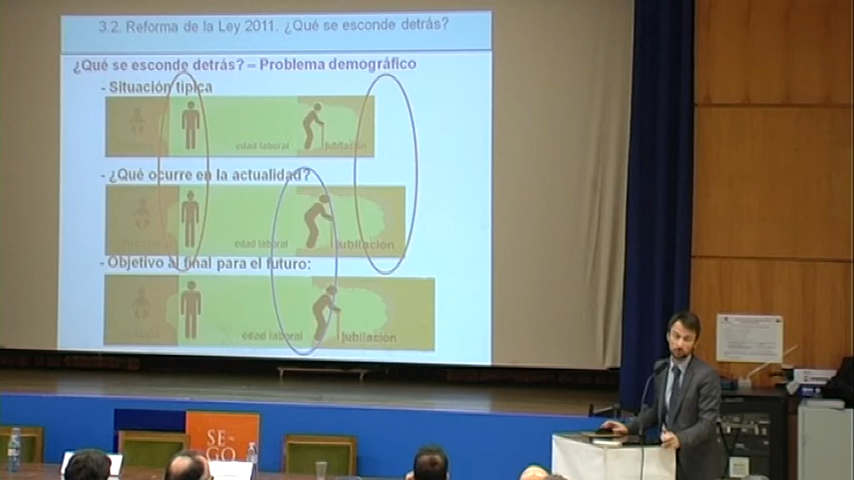 3.2. Reforma de la Ley 2011. ¿Qué se esconde detrás?
¿Qué se esconde detrás? – Problema demográfico
- Situación típica
edad laboral
jubilación
- ¿Qué ocurre en la actualidad?
edad laboral
jubilación
- Objetivo al final para el futuro:
edad laboral
jubilación
SE
GO